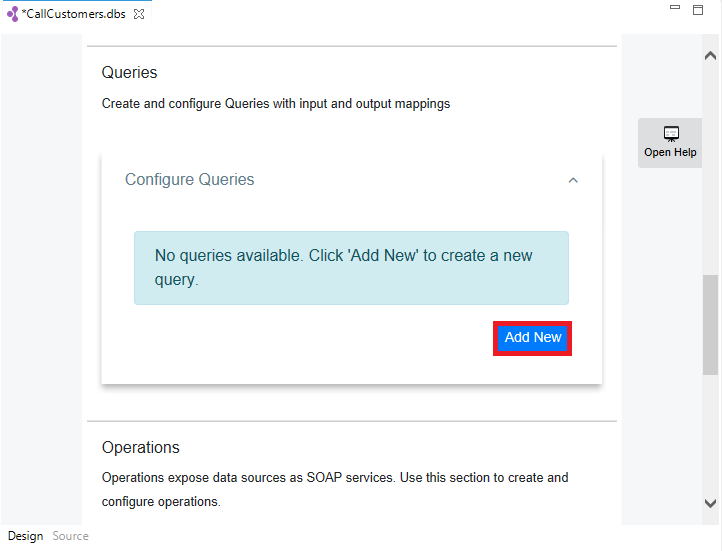 *CallCustomers.dbs
Queries
Create and configure Queries with input and output mappings
Open Help
Configure Queries
No queries available. Click 'Add New' to create a new
query.
Add New
Operations
Operations expose data sources as SOAP services. Use this section to create and
configure operations.
Design Source